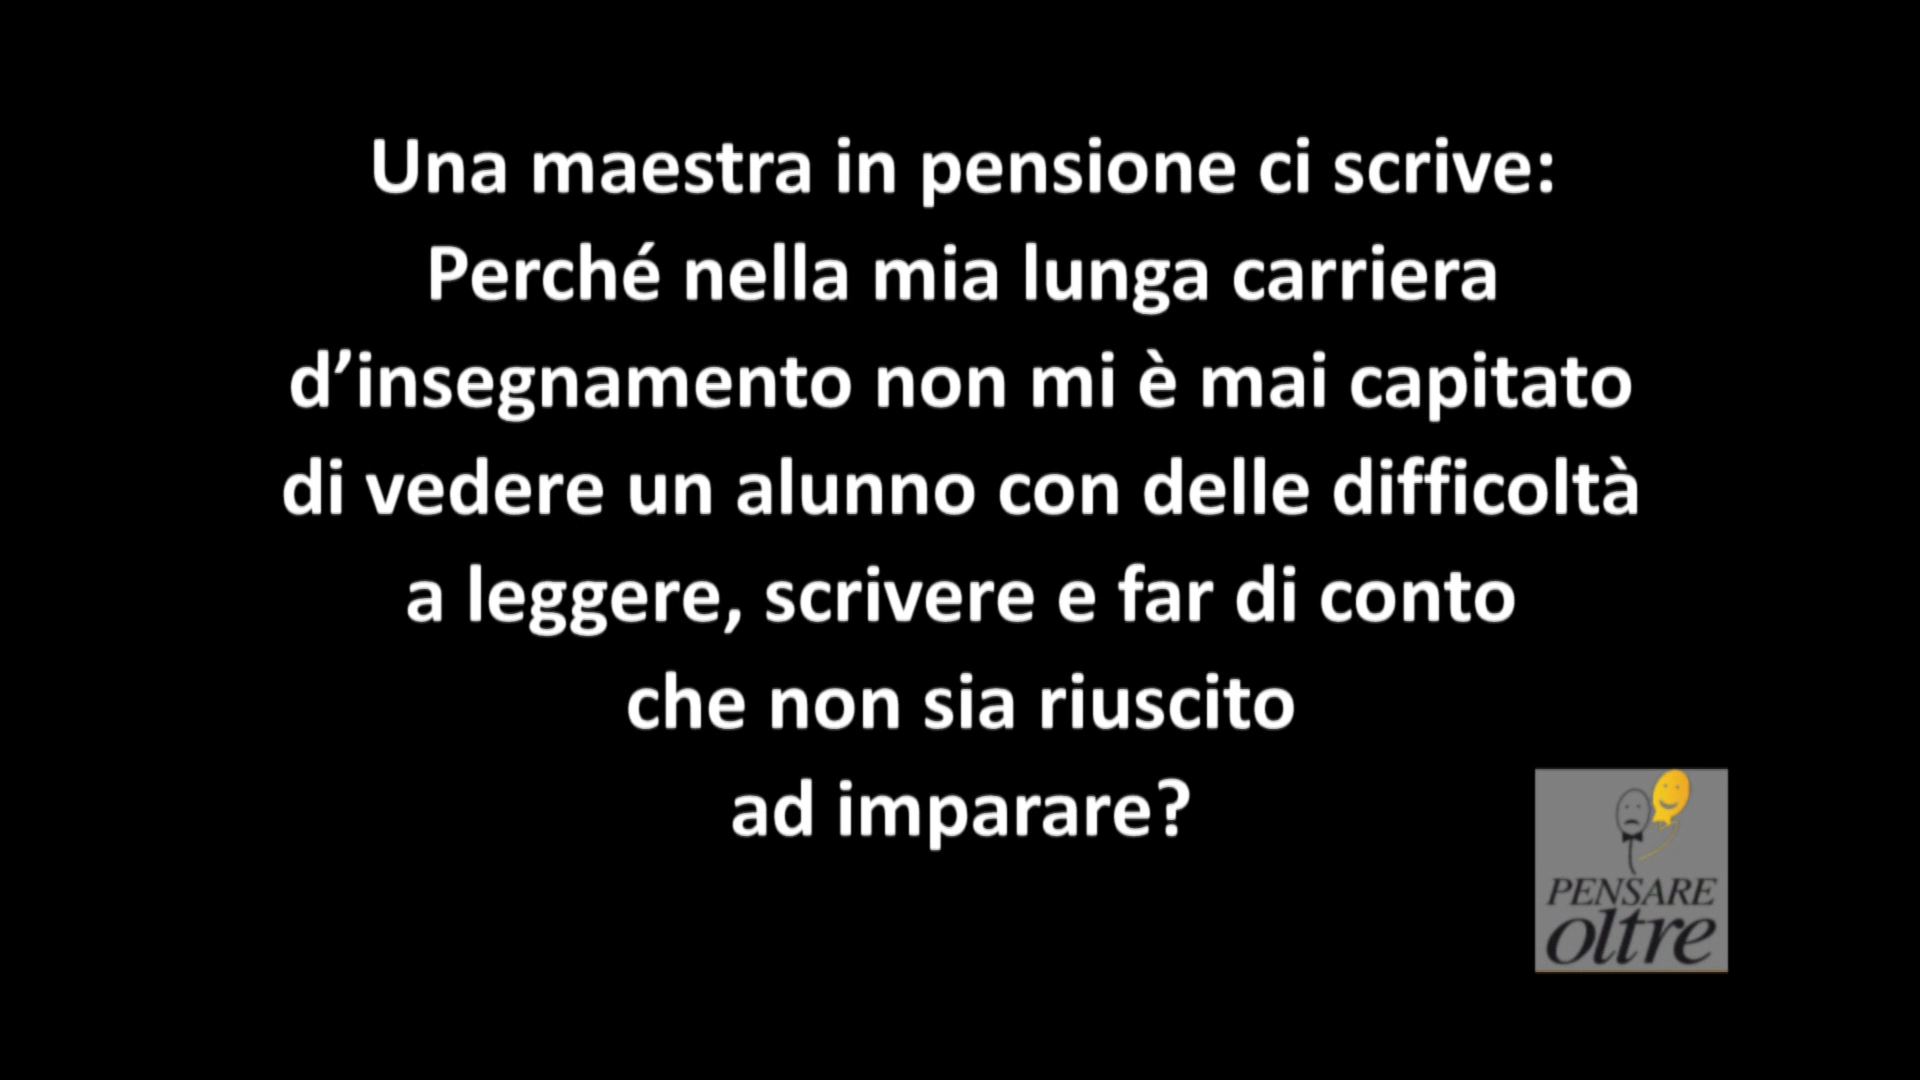 Una maestra in pensione ci scrive:
Perché nella mia lunga carriera
d’insegnamento non mi è mai capitato
di vedere un alunno con delle difficoltà
a leggere, scrivere e far di conto
che non sia riuscito
ad imparare?
PENSARE
oltre